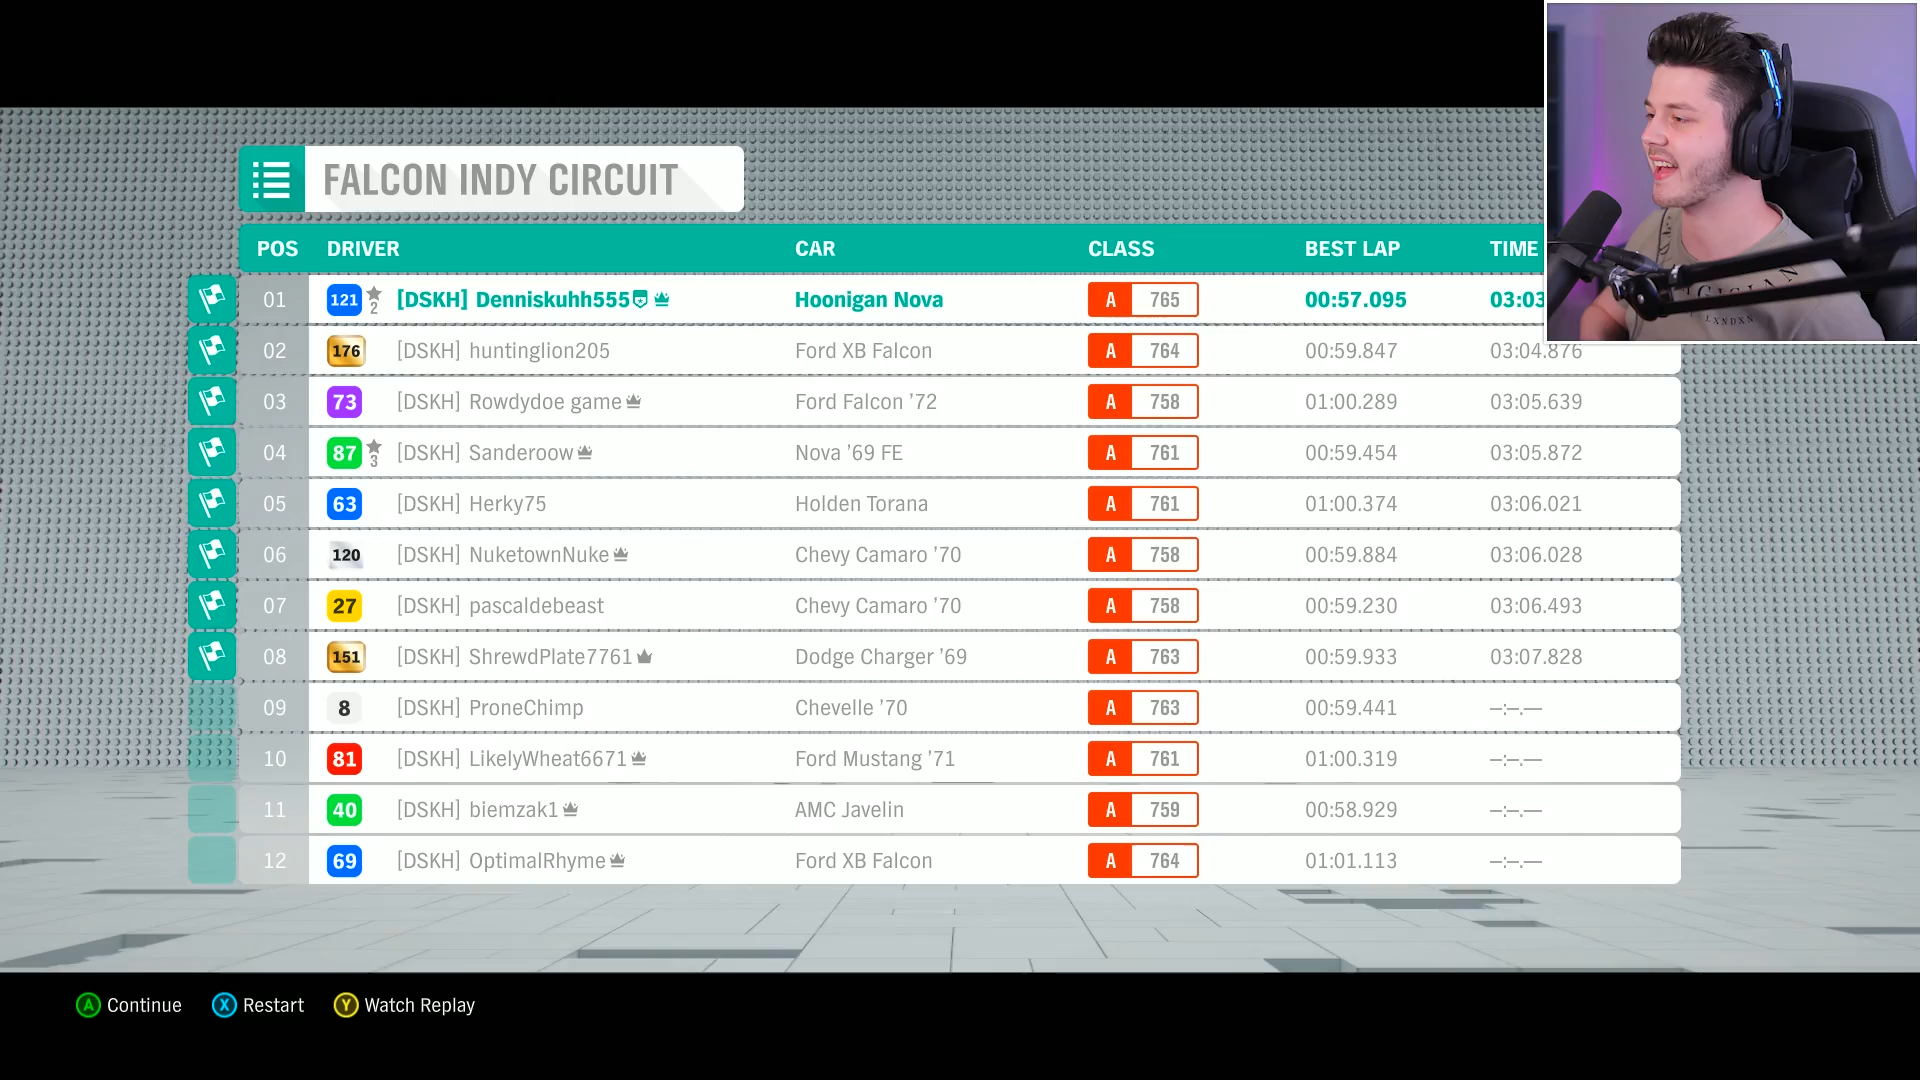 FALCON INDY CIRCUIT
POS DRIVER CAR CLASS BEST LAP TIME
01 121 2 [DSKH] Denniskuhh555 Hoonigan Nova A 765 00:57.095 03:03
02 176 [DSKH] huntinglion205 Ford XB Falcon A 764 00:59.847 03:04.876
03 73 [DSKH] Rowdydoe game Ford Falcon '72 A 758 01:00.289 03:05.639
04 87 3 [DSKH] Sanderoow Nova '69 FE A 761 00:59.454 03:05.872
05 63 [DSKH] Herky75 Holden Torana A 761 01:00.374 03:06.021
06 120 [DSKH] NuketownNuke Chevy Camaro '70 A 758 00:59.884 03:06.028
07 27 [DSKH] pascaldebeast Chevy Camaro '70 A 758 00:59.230 03:06.493
08 151 [DSKH] ShrewdPlate7761 Dodge Charger '69 A 763 00:59.933 03:07.828
09 8 [DSKH] ProneChimp Chevelle '70 A 763 00:59.441 –:–.––
10 81 [DSKH] LikelyWheat6671 Ford Mustang '71 A 761 01:00.319 –:–.––
11 40 [DSKH] biemzak1 AMC Javelin A 759 00:58.929 –:–.––
12 69 [DSKH] OptimalRhyme Ford XB Falcon A 764 01:01.113 –:–.––
A Continue X Restart Y Watch Replay